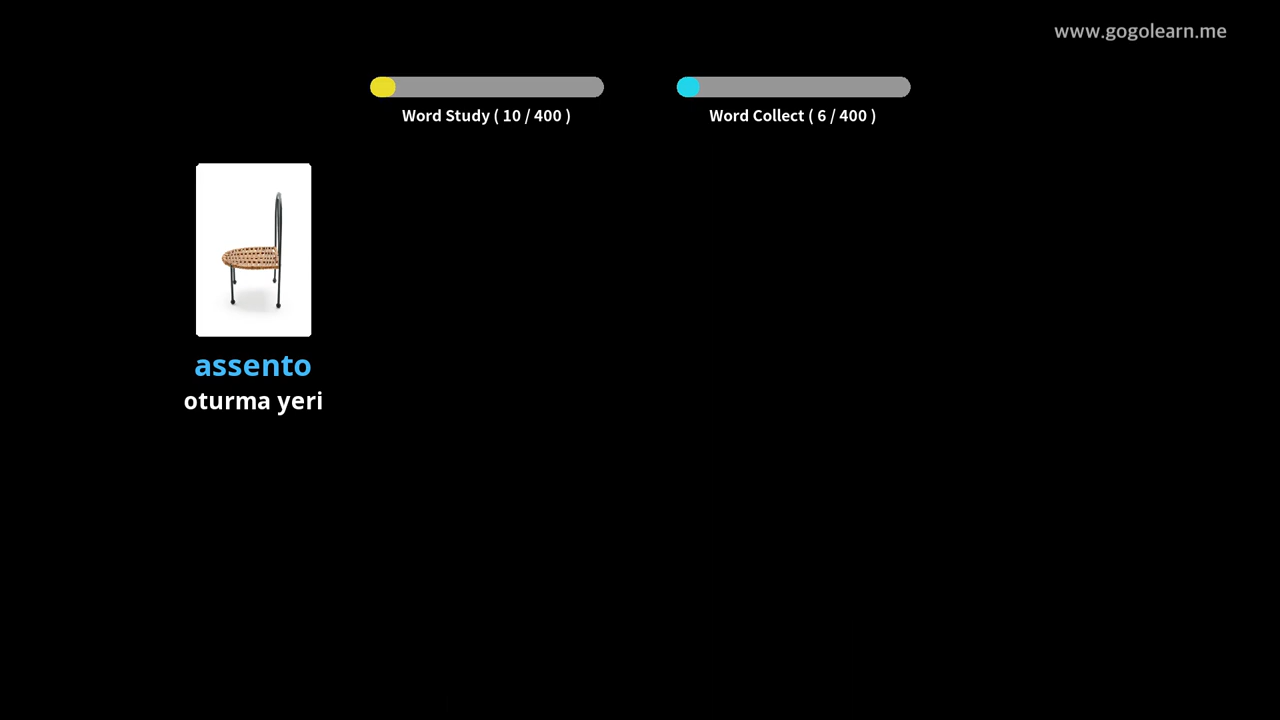 www.gogolearn.me
Word Study ( 10 / 400 )
Word Collect ( 6 / 400 )
assento
oturma yeri